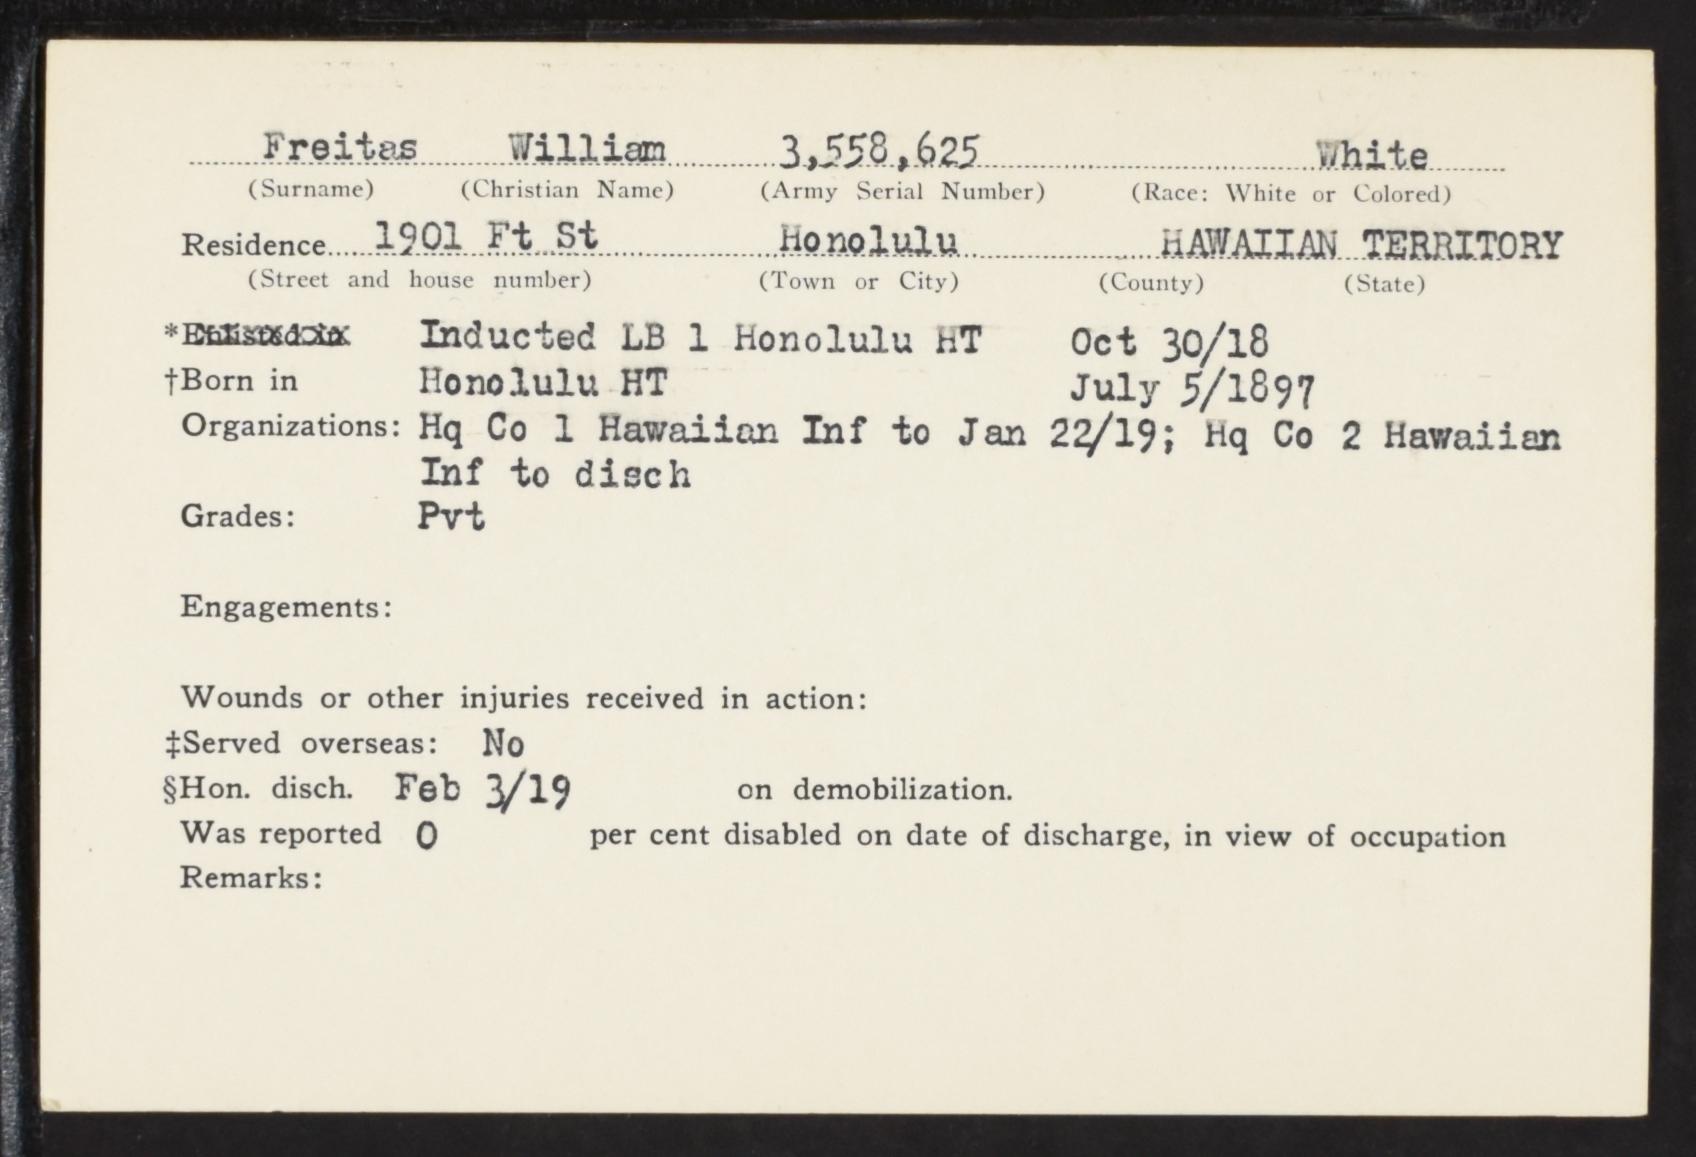 Freitas William 3,558,625 White
(Surname) (Christian Name) (Army Serial Number) (Race: White or Colored)
Residence 1901 Ft St Honolulu HAWAIIAN TERRITORY
(Street and house number) (Town or City) (County) (State)
*Enlisted in Inducted LB 1 Honolulu HT Oct 30/18
†Born in Honolulu HT July 5/1897
Organizations: Hq Co 1 Hawaiian Inf to Jan 22/19; Hq Co 2 Hawaiian
Inf to disch
Grades: Pvt
Engagements:
Wounds or other injuries received in action:
‡Served overseas: No
§Hon. disch. Feb 3/19 on demobilization.
Was reported 0 per cent disabled on date of discharge, in view of occupation
Remarks: